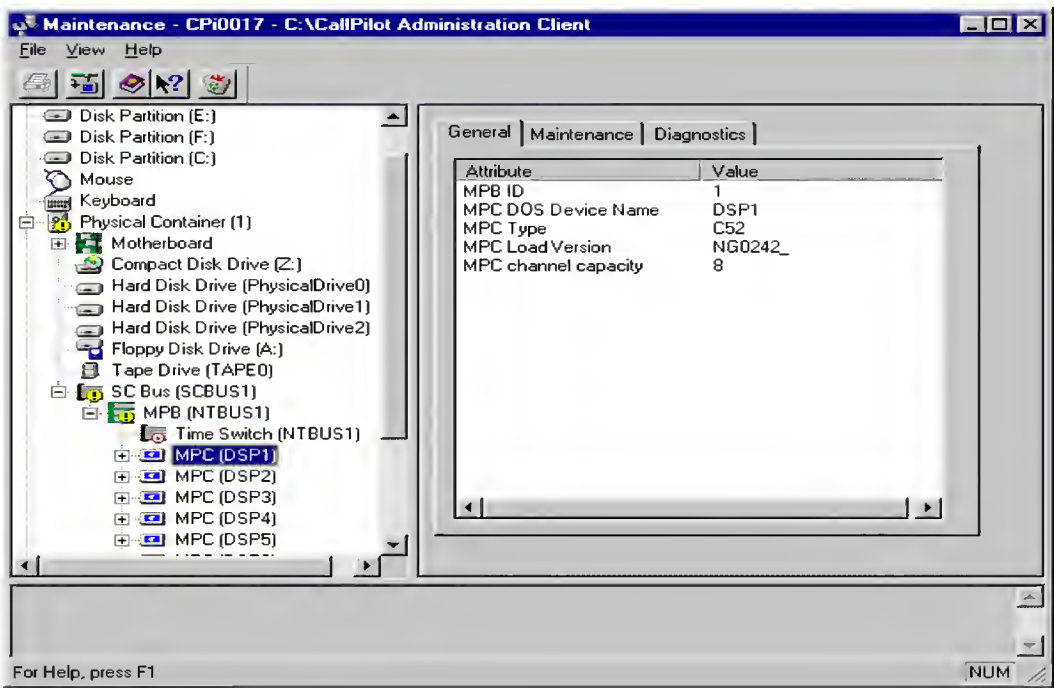 Maintenance - CPi0017 - C:\CallPilot Administration Client
File View Help
Disk Partition (E:)
Disk Partition (F:)
Disk Partition (C:)
Mouse
Keyboard
Physical Container (1)
Motherboard
Compact Disk Drive (Z:)
Hard Disk Drive (PhysicalDrive0)
Hard Disk Drive (PhysicalDrive1)
Hard Disk Drive (PhysicalDrive2)
Floppy Disk Drive (A:)
Tape Drive (TAPE0)
SC Bus (SCBUS1)
MPB (NTBUS1)
Time Switch (NTBUS1)
MPC (DSP1)
MPC (DSP2)
MPC (DSP3)
MPC (DSP4)
MPC (DSP5)
General Maintenance Diagnostics
Attribute Value
MPB ID 1
MPC DOS Device Name DSP1
MPC Type C52
MPC Load Version NG0242_
MPC channel capacity 8
For Help, press F1
NUM